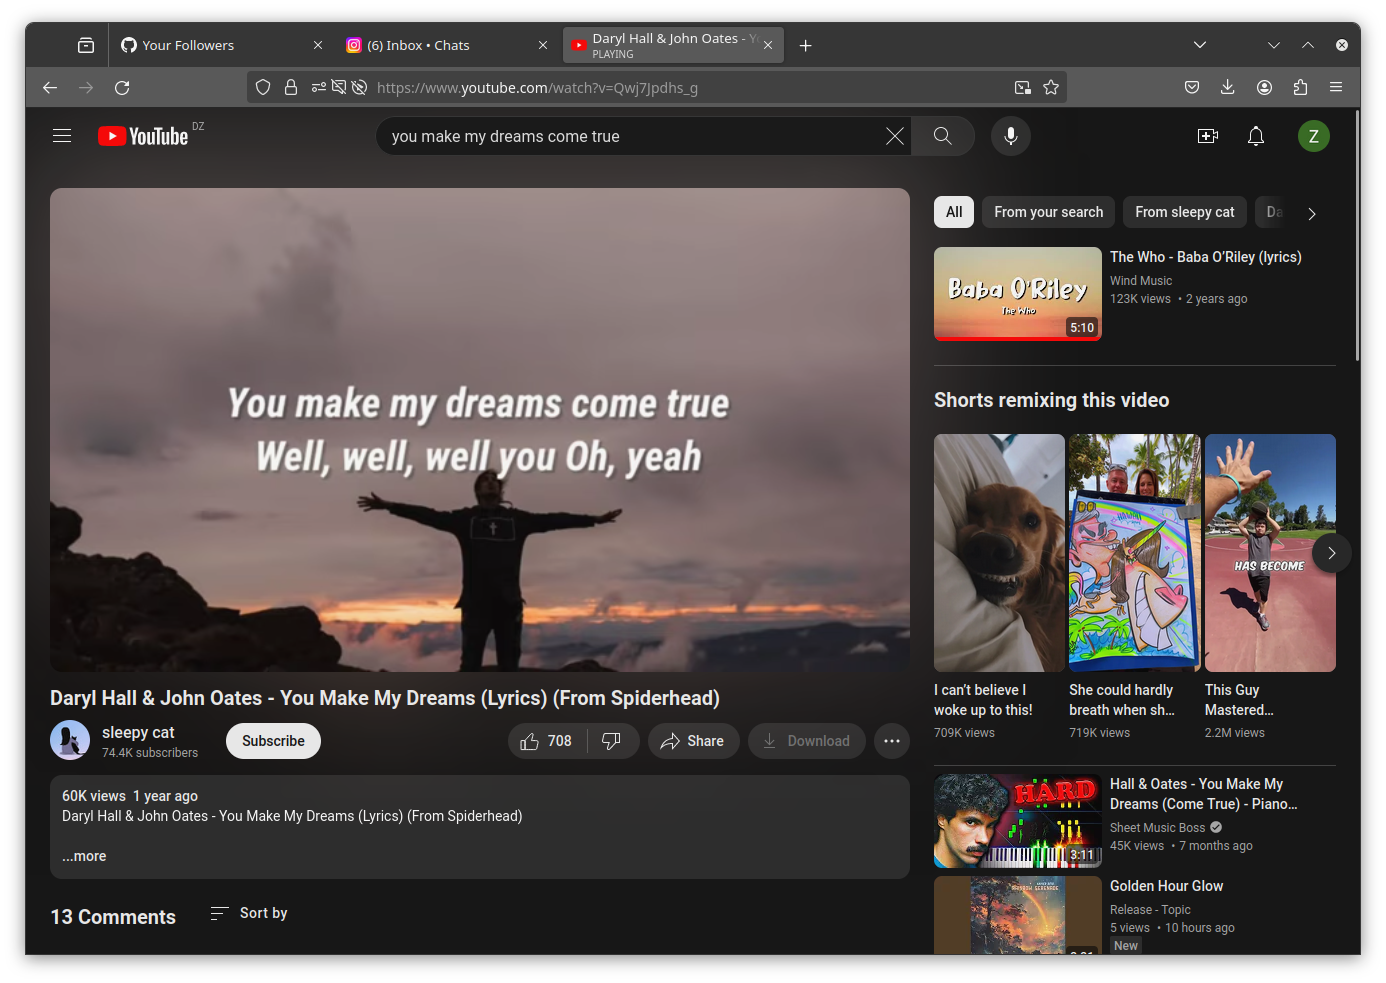 Your Followers
(6) Inbox • Chats
Daryl Hall & John Oates - Y
PLAYING
https://www.youtube.com/watch?v=Qwj7Jpdhs_g
YouTube DZ
you make my dreams come true
Z
You make my dreams come true
Well, well, well you Oh, yeah
Daryl Hall & John Oates - You Make My Dreams (Lyrics) (From Spiderhead)
sleepy cat
74.4K subscribers
Subscribe
708
Share
Download
60K views 1 year ago
Daryl Hall & John Oates - You Make My Dreams (Lyrics) (From Spiderhead)
...more
13 Comments
Sort by
All
From your search
From sleepy cat
Da
Baba O'Riley
The Who
5:10
The Who - Baba O’Riley (lyrics)
Wind Music
123K views • 2 years ago
Shorts remixing this video
HAS BECOME
I can’t believe I
woke up to this!
709K views
She could hardly
breath when sh...
719K views
This Guy
Mastered...
2.2M views
HARD
3:11
Hall & Oates - You Make My
Dreams (Come True) - Piano...
Sheet Music Boss
45K views • 7 months ago
RAINBOW SERENADE
Golden Hour Glow
Release - Topic
5 views • 10 hours ago
New